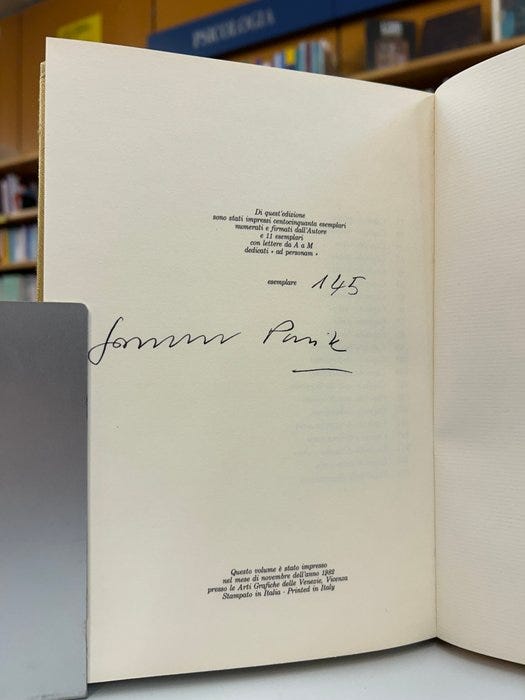 PSICOLOGIA
Di quest'edizione
sono stati impressi centocinquanta esemplari
numerati e firmati dall'Autore
e 11 esemplari
con lettere da A a M
dedicati « ad personam »
esemplare 145
Questo volume è stato impresso
nel mese di novembre dell'anno 1982
presso le Arti Grafiche delle Venezie, Vicenza
Stampato in Italia - Printed in Italy